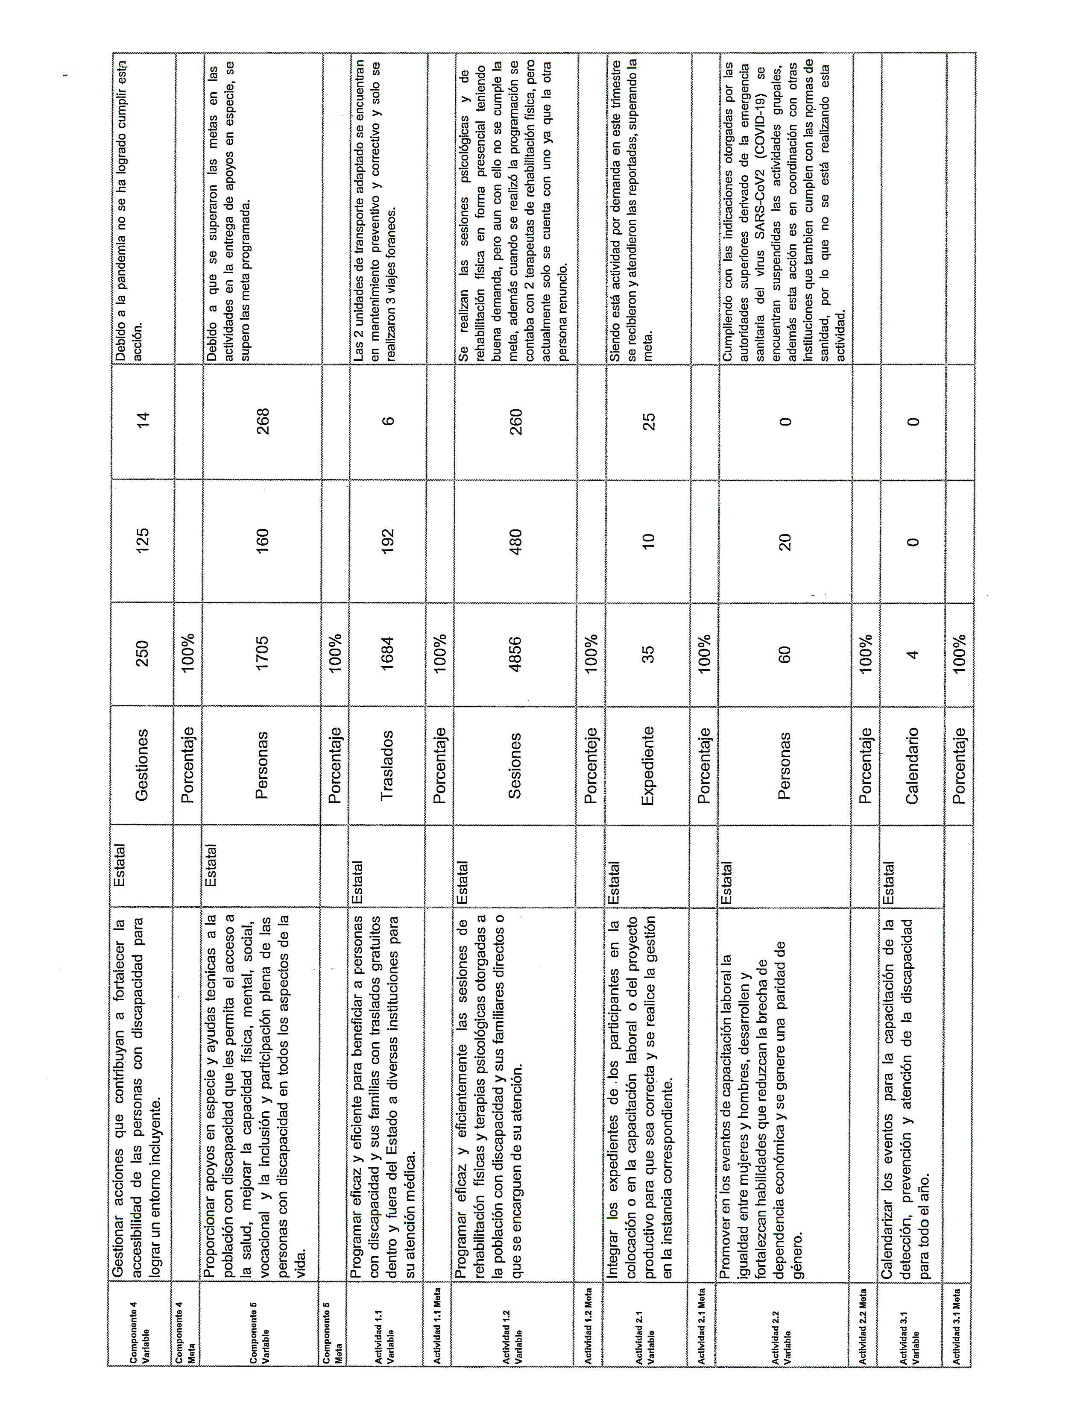 Componente 4
Variable
Gestionar acciones que contribuyan a fortalecer la
accesibilidad de las personas con discapacidad para
lograr un entorno incluyente.
Estatal
Gestiones
250
125
14
Debido a la pandemia no se ha logrado cumplir esta
acción.
Componente 4
Meta
Porcentaje
100%
Componente 5
Variable
Proporcionar apoyos en especie y ayudas tecnicas a la
población con discapacidad que les permita el acceso a
la salud, mejorar la capacidad física, mental, social,
vocacional y la inclusión y participación plena de las
personas con discapacidad en todos los aspectos de la
vida.
Estatal
Personas
1705
160
268
Debido a que se superaron las metas en las
actividades en la entrega de apoyos en especie, se
supero las meta programada.
Componente 5
Meta
Porcentaje
100%
Actividad 1.1
Variable
Programar eficaz y eficiente para beneficiar a personas
con discapacidad y sus familias con traslados gratuitos
dentro y fuera del Estado a diversas instituciones para
su atención médica.
Estatal
Traslados
1684
192
6
Las 2 unidades de transporte adaptado se encuentran
en mantenimiento preventivo y correctivo y solo se
realizaron 3 viajes foraneos.
Actividad 1.1 Meta
Porcentaje
100%
Actividad 1.2
Variable
Programar eficaz y eficientemente las sesiones de
rehabilitación físicas y terapias psicológicas otorgadas a
la población con discapacidad y sus familiares directos o
que se encarguen de su atención.
Estatal
Sesiones
4856
480
260
Se realizan las sesiones psicológicas y de
rehabilitación física en forma presencial teniendo
buena demanda, pero aun con ello no se cumple la
meta, además cuando se realizó la programación se
contaba con 2 terapeutas de rehabilitación física, pero
actualmente solo se cuenta con uno ya que la otra
persona renuncio.
Actividad 1.2 Meta
Porcenteje
100%
Actividad 2.1
Variable
Integrar los expedientes de los participantes en la
colocación o en la capacitación laboral o del proyecto
productivo para que sea correcta y se realice la gestión
en la instancia correspondiente.
Estatal
Expediente
35
10
25
Siendo está actividad por demanda en este trimestre
se recibieron y atendieron las reportadas, superando la
meta.
Actividad 2.1 Meta
Porcentaje
100%
Actividad 2.2
Variable
Promover en los eventos de capacitación laboral la
igualdad entre mujeres y hombres, desarrollen y
fortalezcan habilidades que reduzcan la brecha de
dependencia económica y se genere una paridad de
género.
Estatal
Personas
60
20
0
Cumpliendo con las indicaciones otorgadas por las
autoridades superiores derivado de la emergencia
sanitaria del virus SARS-CoV2 (COVID-19) se
encuentran suspendidas las actividades grupales,
además esta acción es en coordinación con otras
Instituciones que tambien cumplen con las normas de
sanidad, por lo que no se está realizando esta
actividad.
Actividad 2.2 Meta
Porcentaje
100%
Actividad 3.1
Variable
Calendarizar los eventos para la capacitación de la
detección, prevención y atención de la discapacidad
para todo el año.
Estatal
Calendario
4
0
0
Actividad 3.1 Meta
Porcentaje
100%